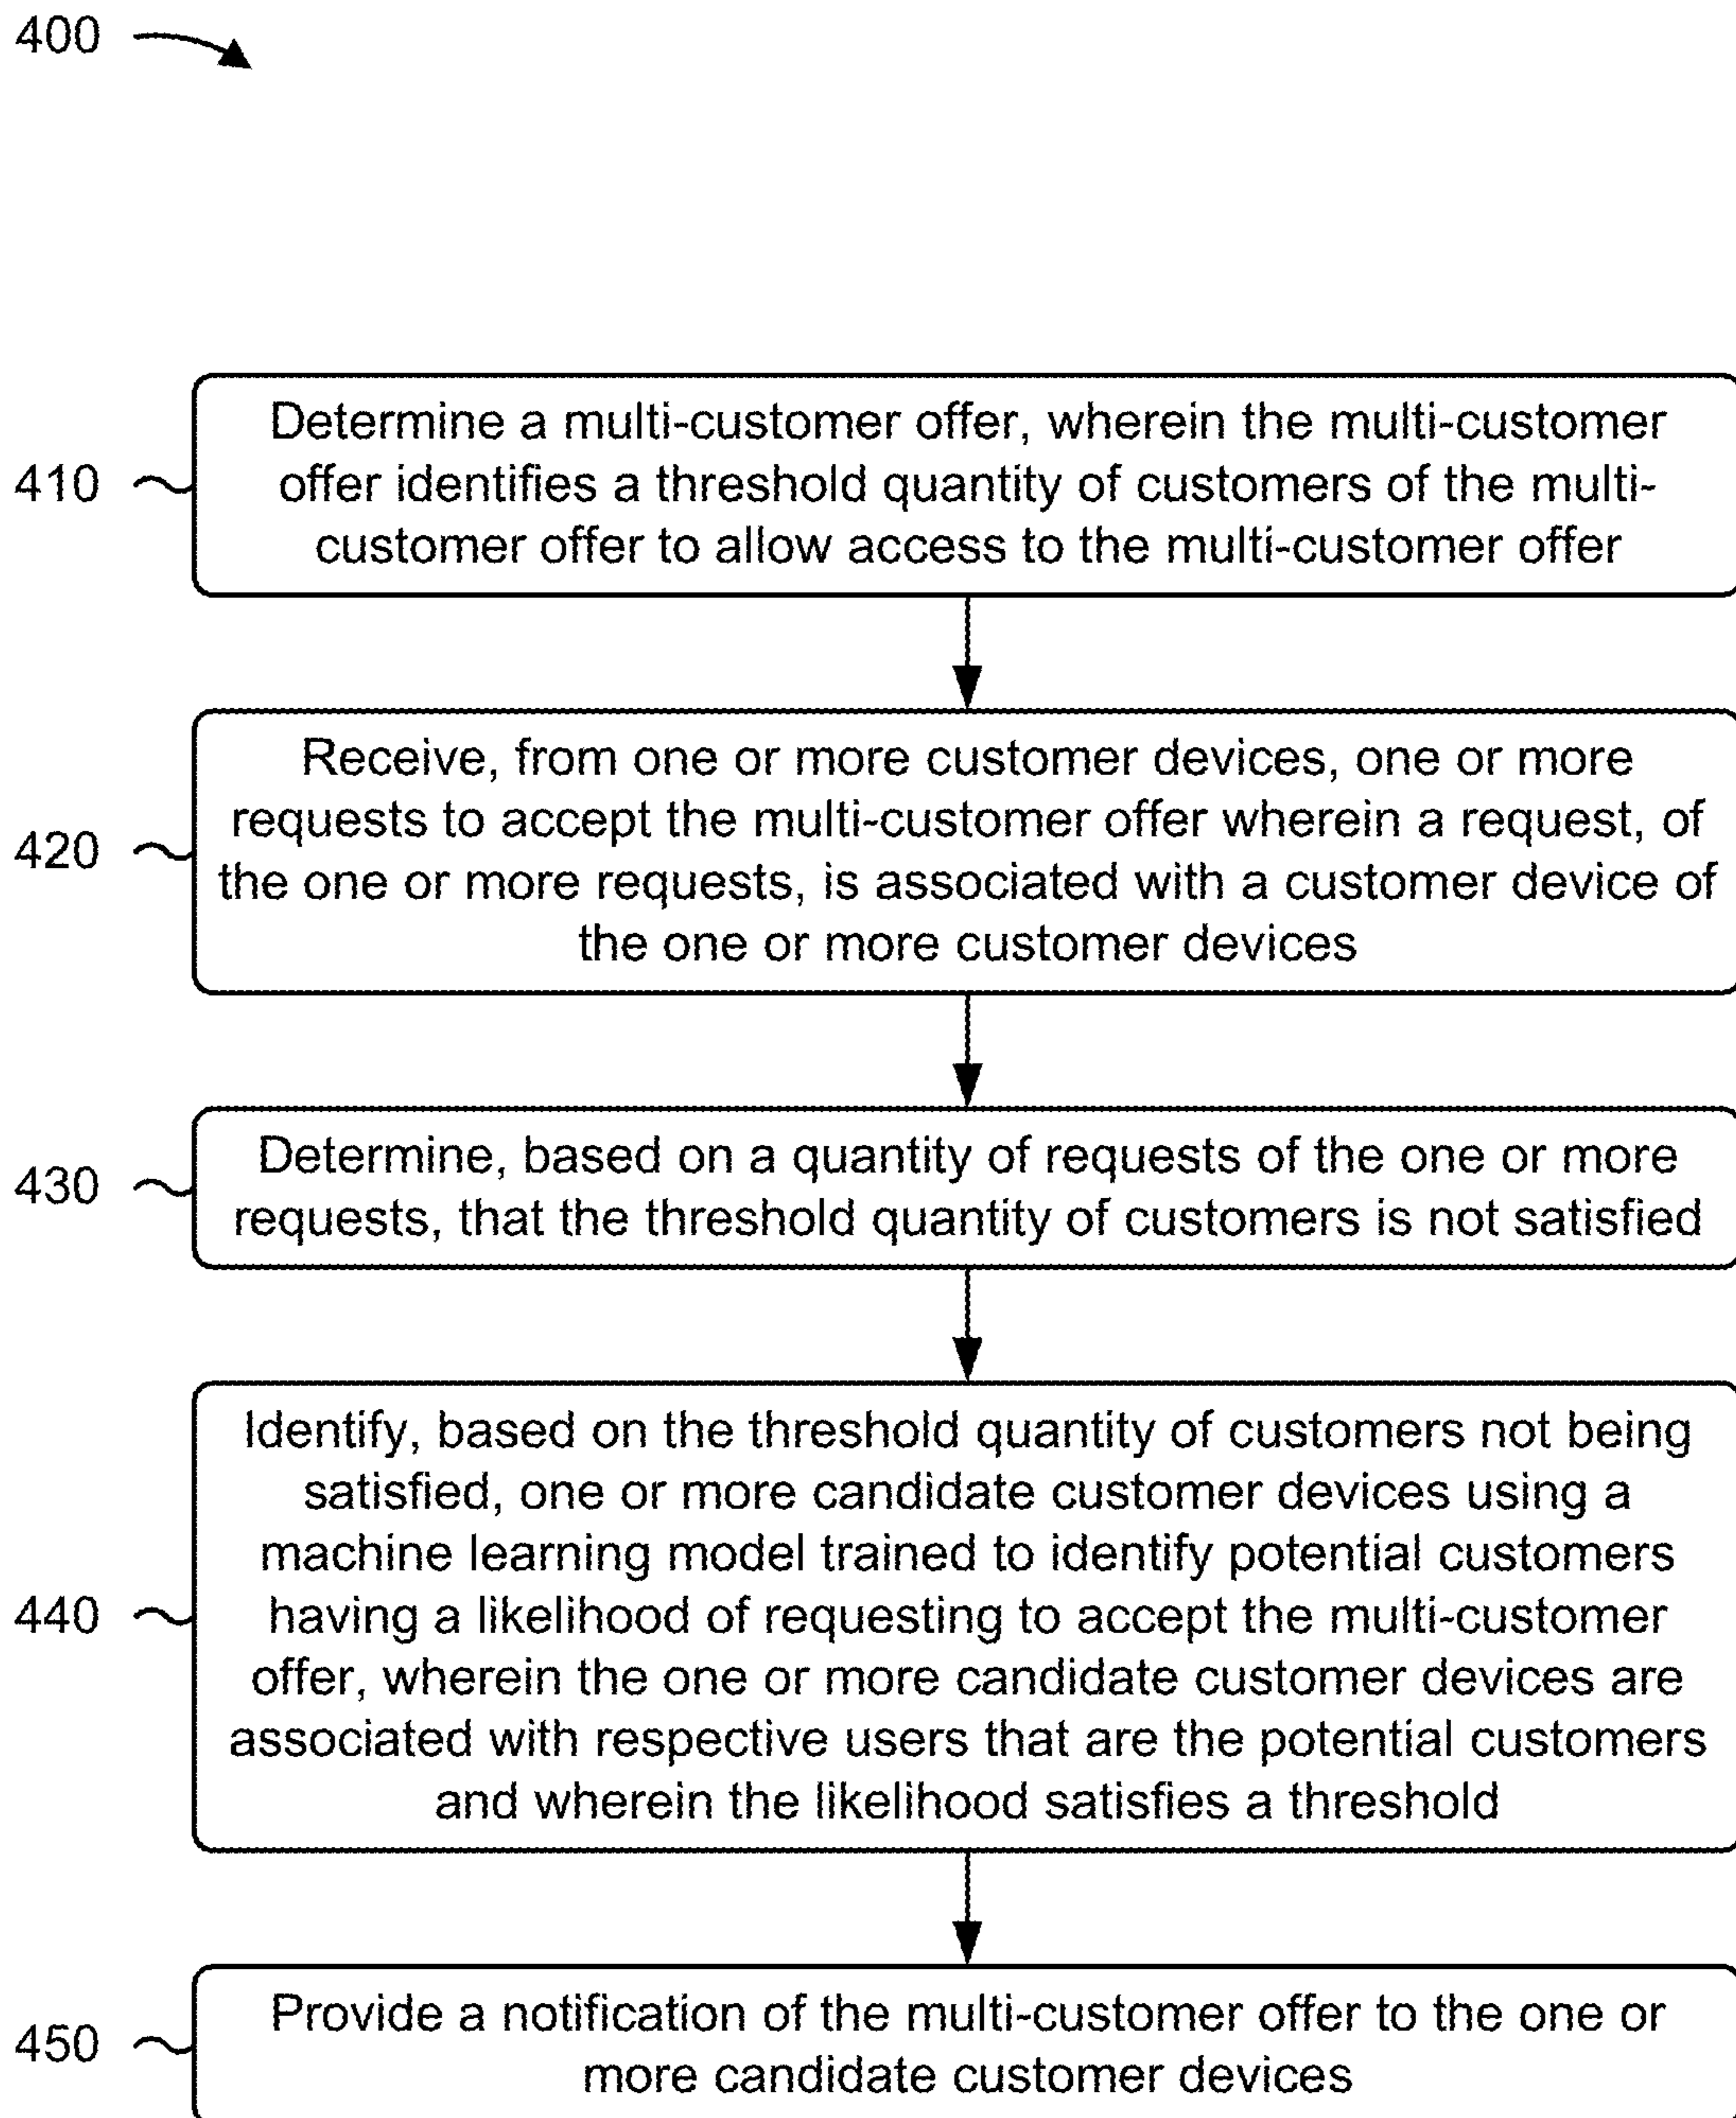 400
410
Determine a multi-customer offer, wherein the multi-customer
offer identifies a threshold quantity of customers of the multi-
customer offer to allow access to the multi-customer offer
420
Receive, from one or more customer devices, one or more
requests to accept the multi-customer offer wherein a request, of
the one or more requests, is associated with a customer device of
the one or more customer devices
430
Determine, based on a quantity of requests of the one or more
requests, that the threshold quantity of customers is not satisfied
440
Identify, based on the threshold quantity of customers not being
satisfied, one or more candidate customer devices using a
machine learning model trained to identify potential customers
having a likelihood of requesting to accept the multi-customer
offer, wherein the one or more candidate customer devices are
associated with respective users that are the potential customers
and wherein the likelihood satisfies a threshold
450
Provide a notification of the multi-customer offer to the one or
more candidate customer devices